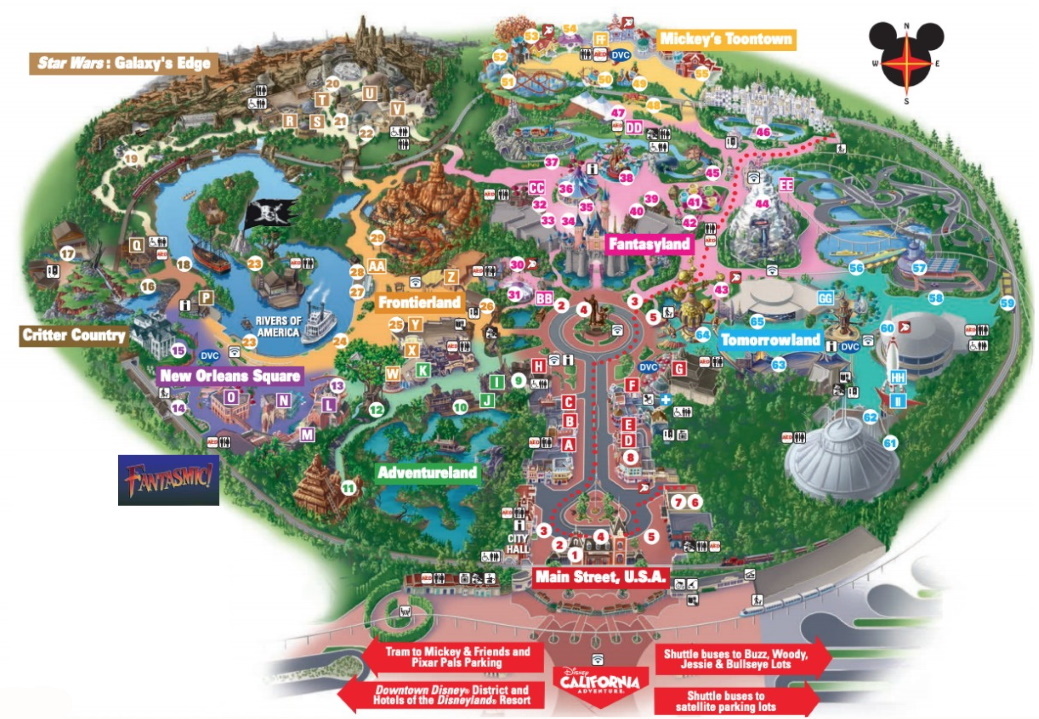 Star Wars : Galaxy's Edge
Mickey's Toontown
N
W
E
S
53
54
FF
52
DVC
51
50
49
55
48
20
T
U
V
R
S
21
22
19
47
DD
46
37
38
45
CC
36
EE
32
35
39
41
44
33
34
40
42
Fantasyland
Q
17
18
23
29
28
AA
Z
30
27
16
P
Frontierland
31
BB
2
4
3
5
43
56
57
GG
58
59
RIVERS OF
AMERICA
26
Critter Country
15
DVC
23
24
25
Y
X
64
65
Tomorrowland
60
DVC
63
New Orleans Square
W
K
H
DVC
G
HH
II
13
I
9
F
O
N
L
J
C
14
12
10
B
E
62
M
A
D
61
Adventureland
8
FANTASMIC!
11
7
6
3
2
4
5
1
CITY
HALL
Main Street, U.S.A.
Tram to Mickey & Friends and
Pixar Pals Parking
Downtown Disney® District and
Hotels of the Disneyland® Resort
Disney
CALIFORNIA
ADVENTURE
Shuttle buses to Buzz, Woody,
Jessie & Bullseye Lots
Shuttle buses to
satellite parking lots